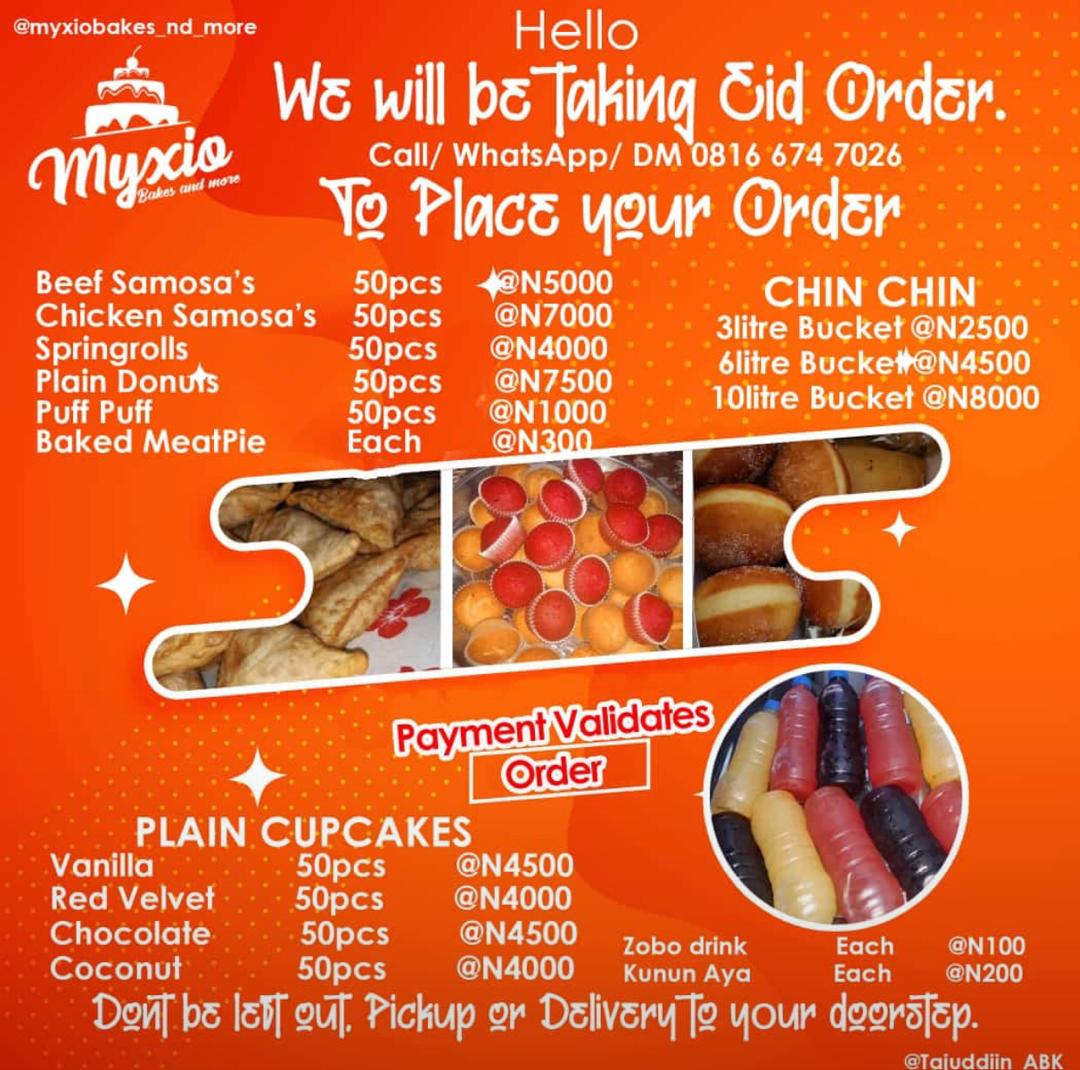 @myxiobakes_nd_more
Hello
We will be Taking Eid Order.
Call/ WhatsApp/ DM 0816 674 7026
To Place your Order
Myxio
Bakes and more
Beef Samosa's 50pcs @N5000
Chicken Samosa's 50pcs @N7000
Springrolls 50pcs @N4000
Plain Donuts 50pcs @N7500
Puff Puff 50pcs @N1000
Baked MeatPie Each @N300
CHIN CHIN
3litre Bucket @N2500
6litre Bucket @N4500
10litre Bucket @N8000
Payment Validates
Order
PLAIN CUPCAKES
Vanilla 50pcs @N4500
Red Velvet 50pcs @N4000
Chocolate 50pcs @N4500
Coconut 50pcs @N4000
Zobo drink Each @N100
Kunun Aya Each @N200
Dont be left out, Pickup or Delivery To your doorstep.
@Tajuddiin_ABK